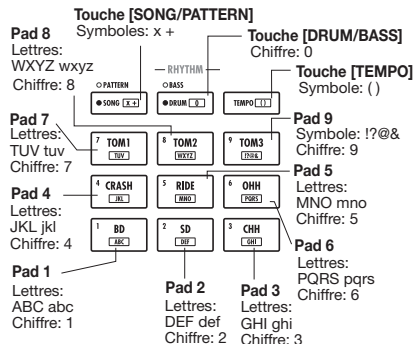 Touche [SONG/PATTERN]
Symboles: x +
Pad 8
Lettres:
WXYZ wxyz
Chiffre: 8
Touche [DRUM/BASS]
Chiffre: 0
Touche [TEMPO]
Symbole: ( )
RHYTHM
PATTERN
BASS
SONG x +
DRUM 0
TEMPO ( )
Pad 7
Lettres:
TUV tuv
Chiffre: 7
7 TOM1
TUV
8 TOM2
WXYZ
9 TOM3
!?@&
Pad 9
Symbole: !?@&
Chiffre: 9
Pad 4
Lettres:
JKL jkl
Chiffre: 4
4 CRASH
JKL
5 RIDE
MNO
6 OHH
PQRS
Pad 5
Lettres:
MNO mno
Chiffre: 5
1 BD
ABC
2 SD
DEF
3 CHH
GHI
Pad 6
Lettres:
PQRS pqrs
Chiffre: 6
Pad 1
Lettres:
ABC abc
Chiffre: 1
Pad 2
Lettres:
DEF def
Chiffre: 2
Pad 3
Lettres:
GHI ghi
Chiffre: 3